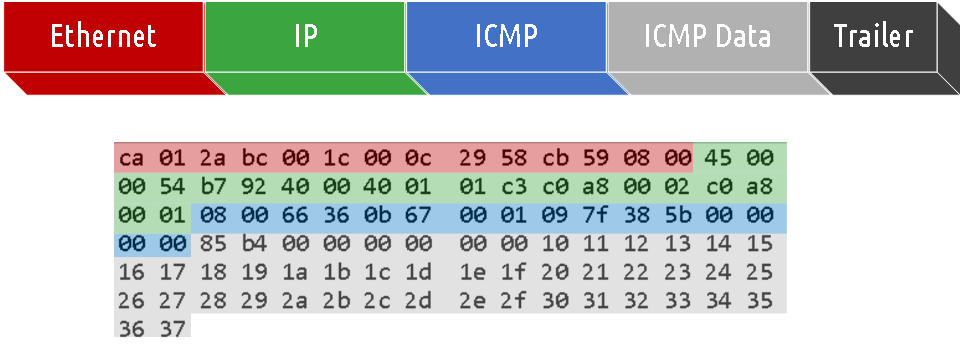 Ethernet IP ICMP ICMP Data Trailer
ca 01 2a bc 00 1c 00 0c 29 58 cb 59 08 00 45 00
00 54 b7 92 40 00 40 01 01 c3 c0 a8 00 02 c0 a8
00 01 08 00 66 36 0b 67 00 01 09 7f 38 5b 00 00
00 00 85 b4 00 00 00 00 00 00 10 11 12 13 14 15
16 17 18 19 1a 1b 1c 1d 1e 1f 20 21 22 23 24 25
26 27 28 29 2a 2b 2c 2d 2e 2f 30 31 32 33 34 35
36 37